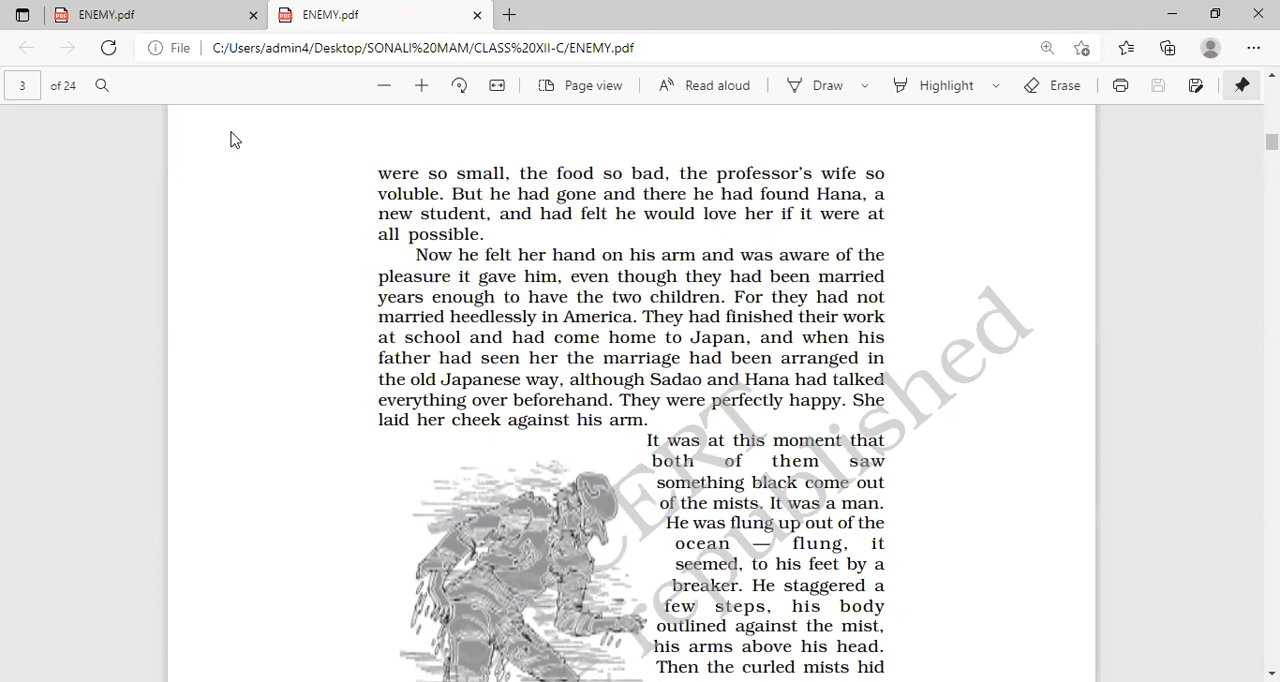 ENEMY.pdf
ENEMY.pdf
File
C:/Users/admin4/Desktop/SONALI%20MAM/CLASS%20XII-C/ENEMY.pdf
3 of 24
Page view
Read aloud
Draw
Highlight
Erase
were so small, the food so bad, the professor's wife so
voluble. But he had gone and there he had found Hana, a
new student, and had felt he would love her if it were at
all possible.
Now he felt her hand on his arm and was aware of the
pleasure it gave him, even though they had been married
years enough to have the two children. For they had not
married heedlessly in America. They had finished their work
at school and had come home to Japan, and when his
father had seen her the marriage had been arranged in
the old Japanese way, although Sadao and Hana had talked
everything over beforehand. They were perfectly happy. She
laid her cheek against his arm.
It was at this moment that
both of them saw
something black come out
of the mists. It was a man.
He was flung up out of the
ocean — flung, it
seemed, to his feet by a
breaker. He staggered a
few steps, his body
outlined against the mist,
his arms above his head.
Then the curled mists hid
CERT
republished